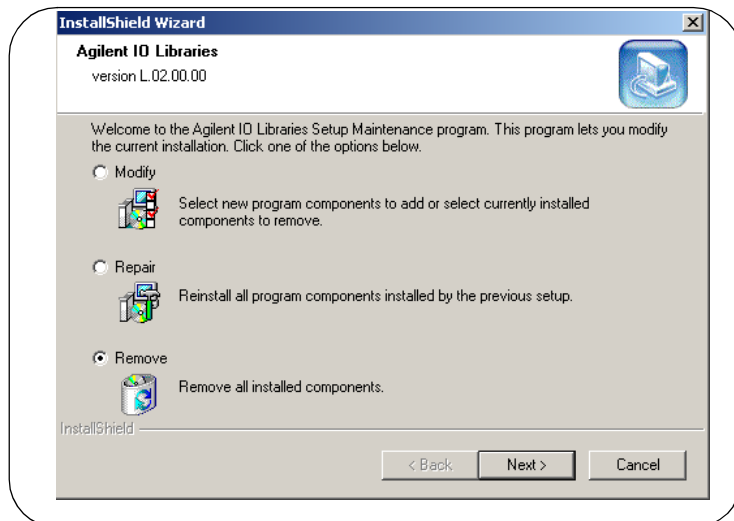 InstallShield Wizard
Agilent IO Libraries
version L.02.00.00
Welcome to the Agilent IO Libraries Setup Maintenance program. This program lets you modify
the current installation. Click one of the options below.
Modify
Select new program components to add or select currently installed
components to remove.
Repair
Reinstall all program components installed by the previous setup.
Remove
Remove all installed components.
InstallShield
< Back
Next >
Cancel